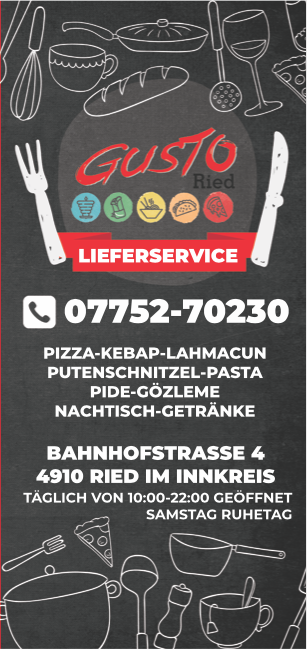 GUSTO
Ried
LIEFERSERVICE
07752-70230
PIZZA-KEBAP-LAHMACUN
PUTENSCHNITZEL-PASTA
PIDE-GÖZLEME
NACHTISCH-GETRÄNKE
BAHNHOFSTRASSE 4
4910 RIED IM INNKREIS
TÄGLICH VON 10:00-22:00 GEÖFFNET
SAMSTAG RUHETAG